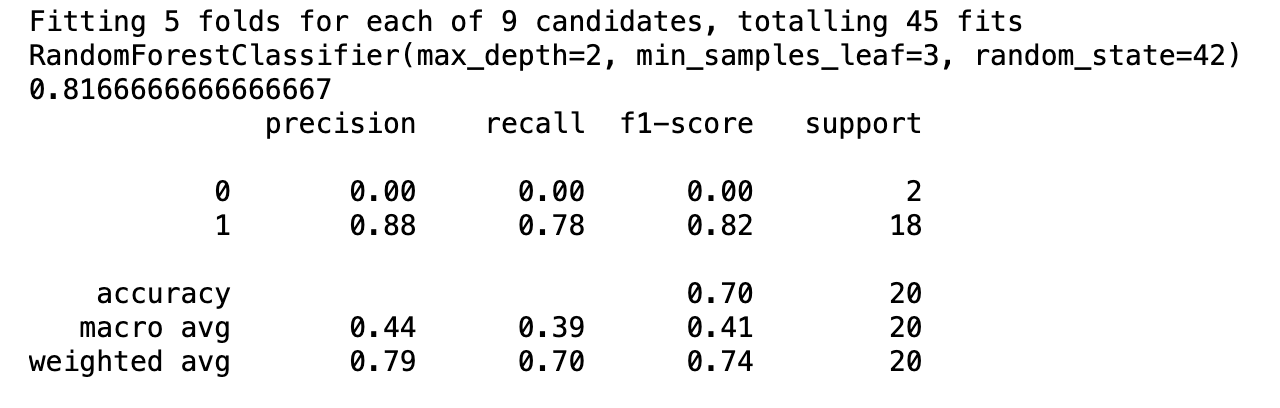 Fitting 5 folds for each of 9 candidates, totalling 45 fits
RandomForestClassifier(max_depth=2, min_samples_leaf=3, random_state=42)
0.8166666666666667
precision recall f1-score support
0 0.00 0.00 0.00 2
1 0.88 0.78 0.82 18
accuracy 0.70 20
macro avg 0.44 0.39 0.41 20
weighted avg 0.79 0.70 0.74 20